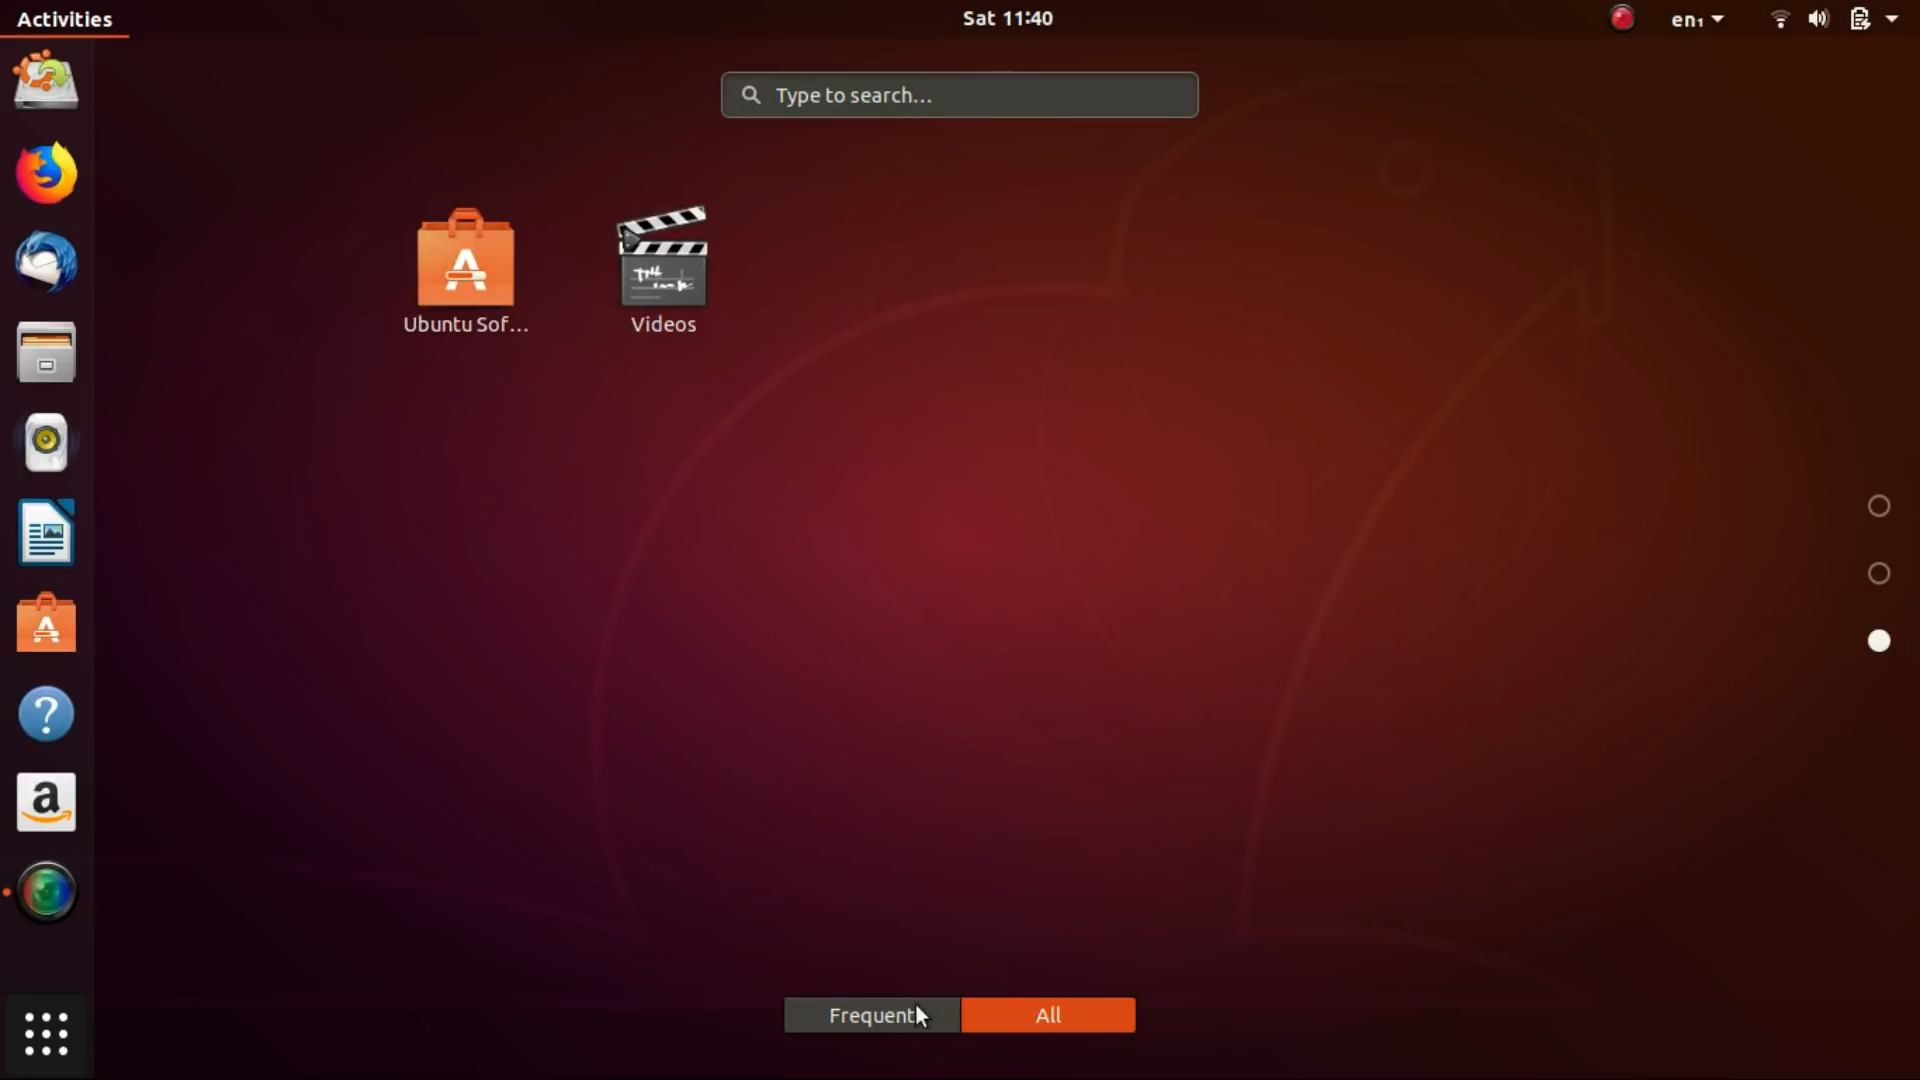 Activities
Sat 11:40
en₁
Type to search...
Ubuntu Sof...
Videos
Frequent
All